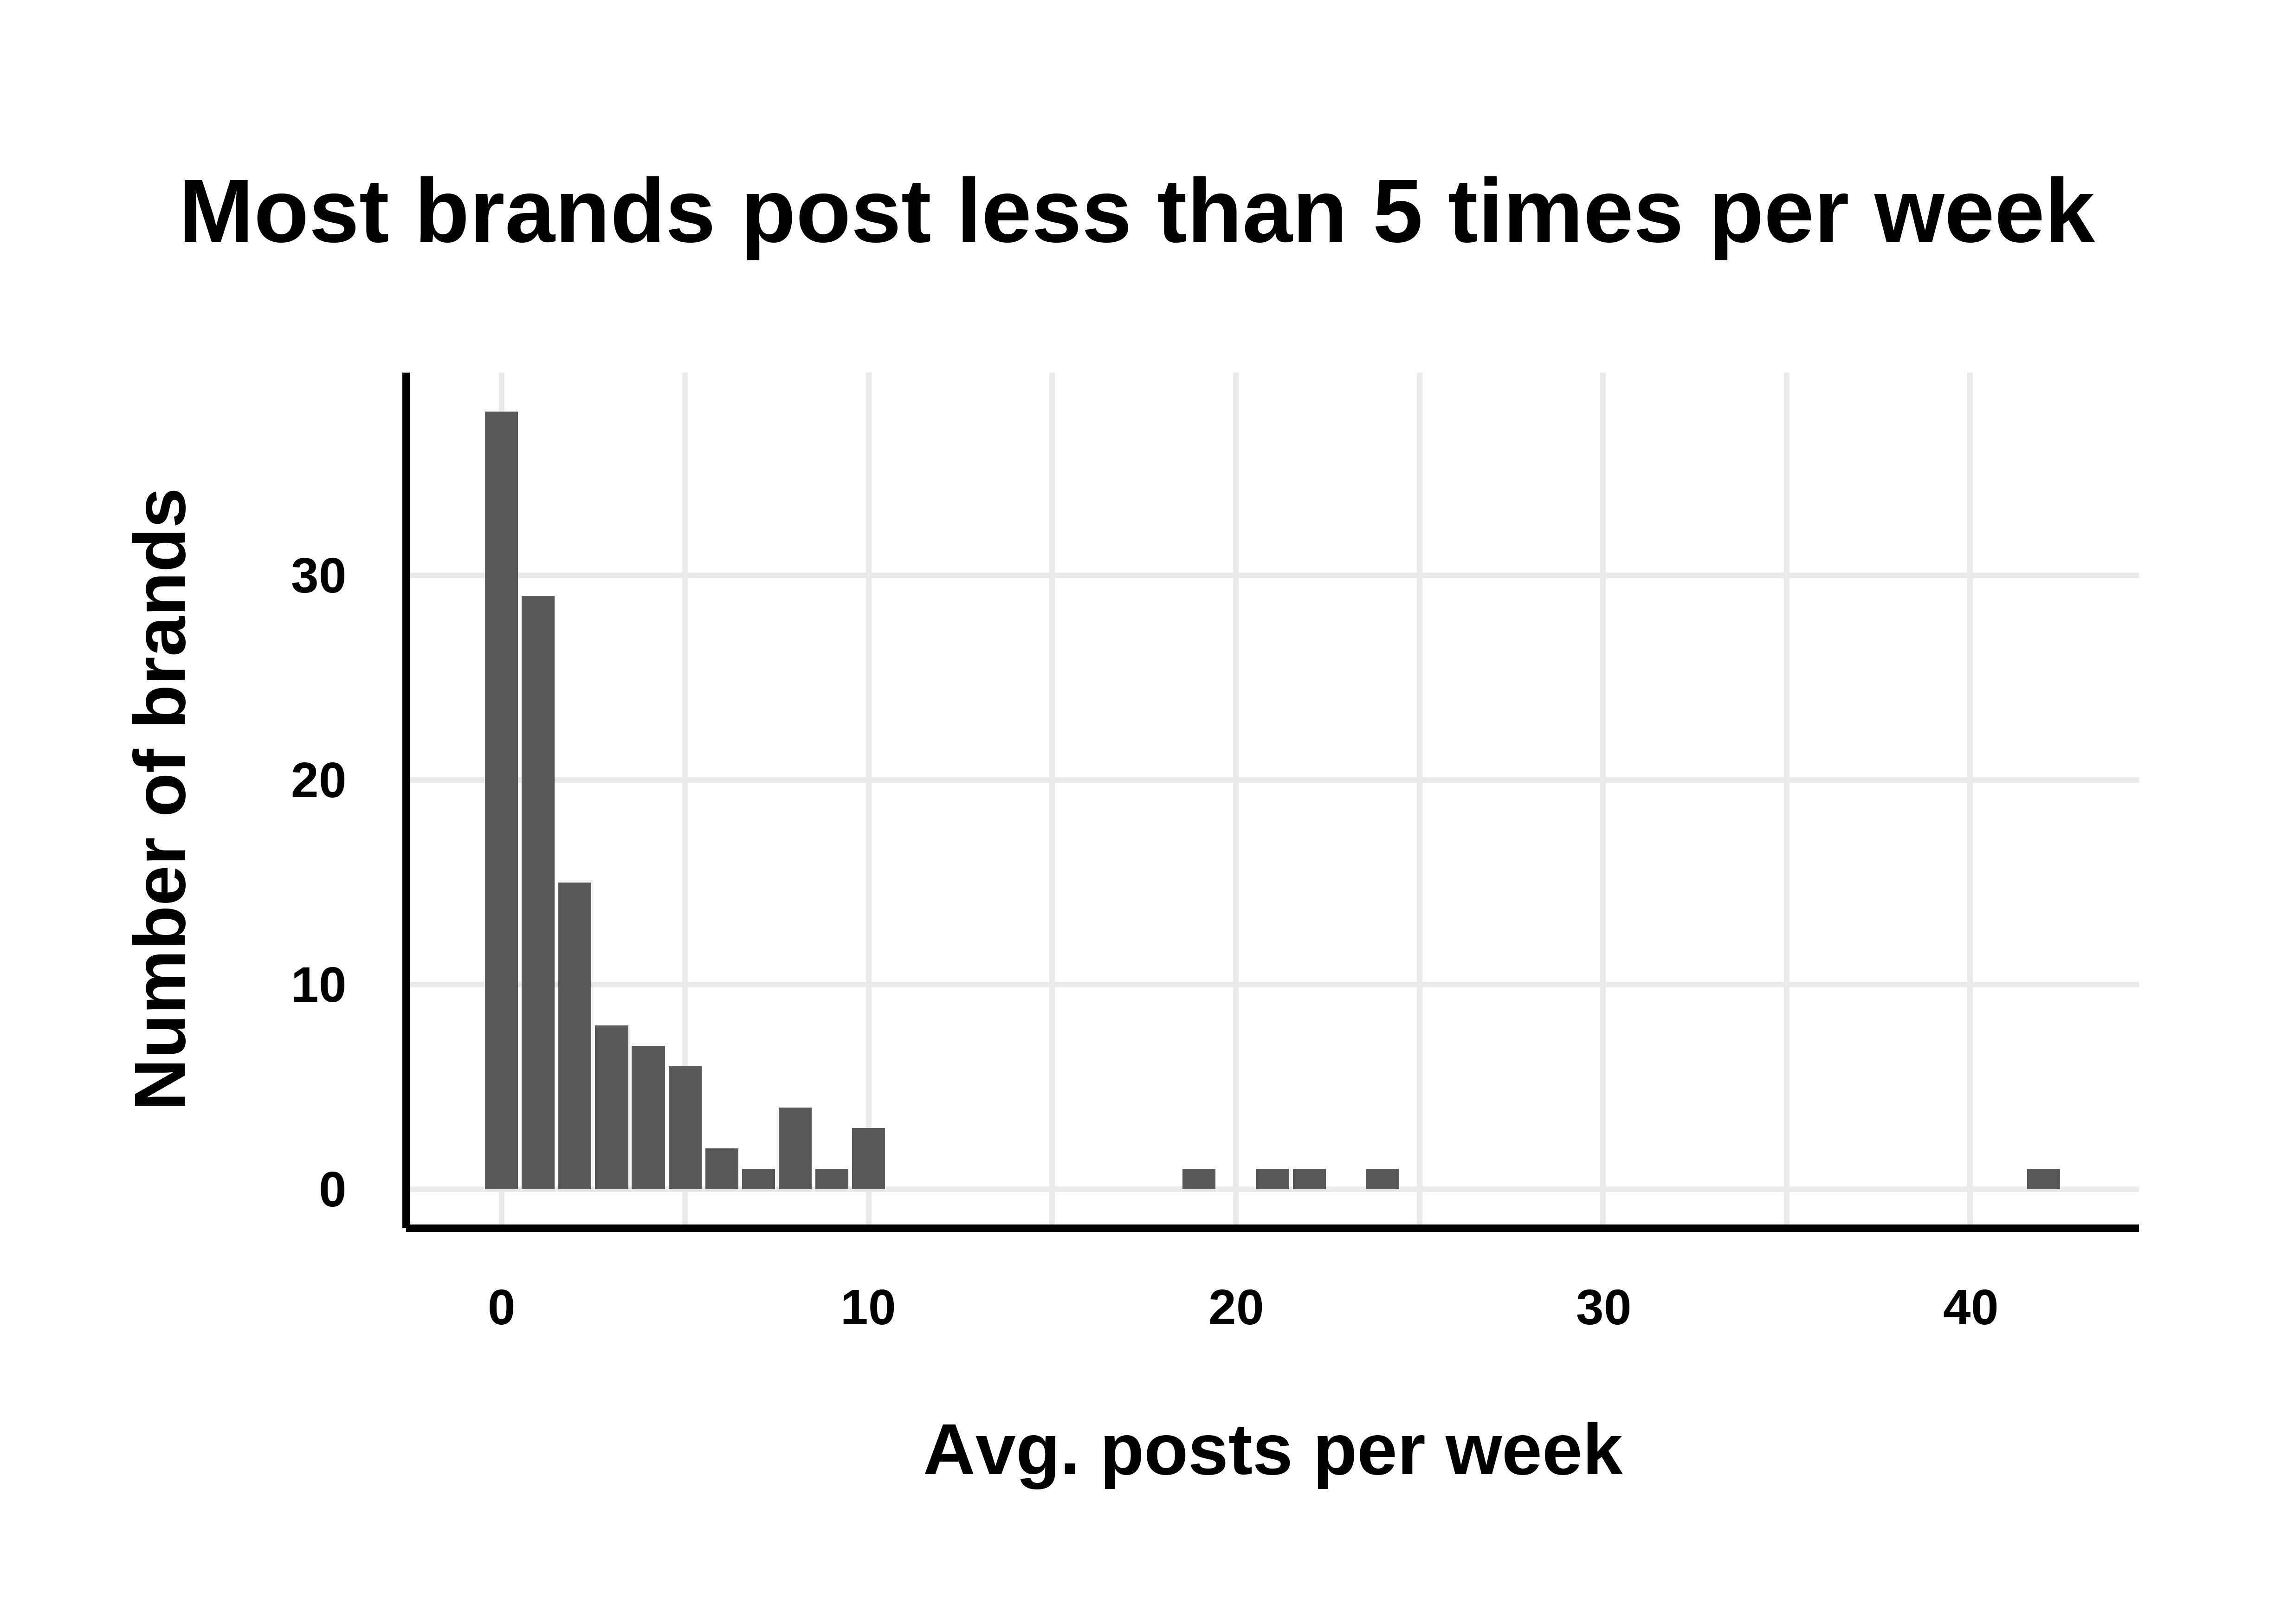 Most brands post less than 5 times per week
Number of brands
30
20
10
0
0 10 20 30 40
Avg. posts per week